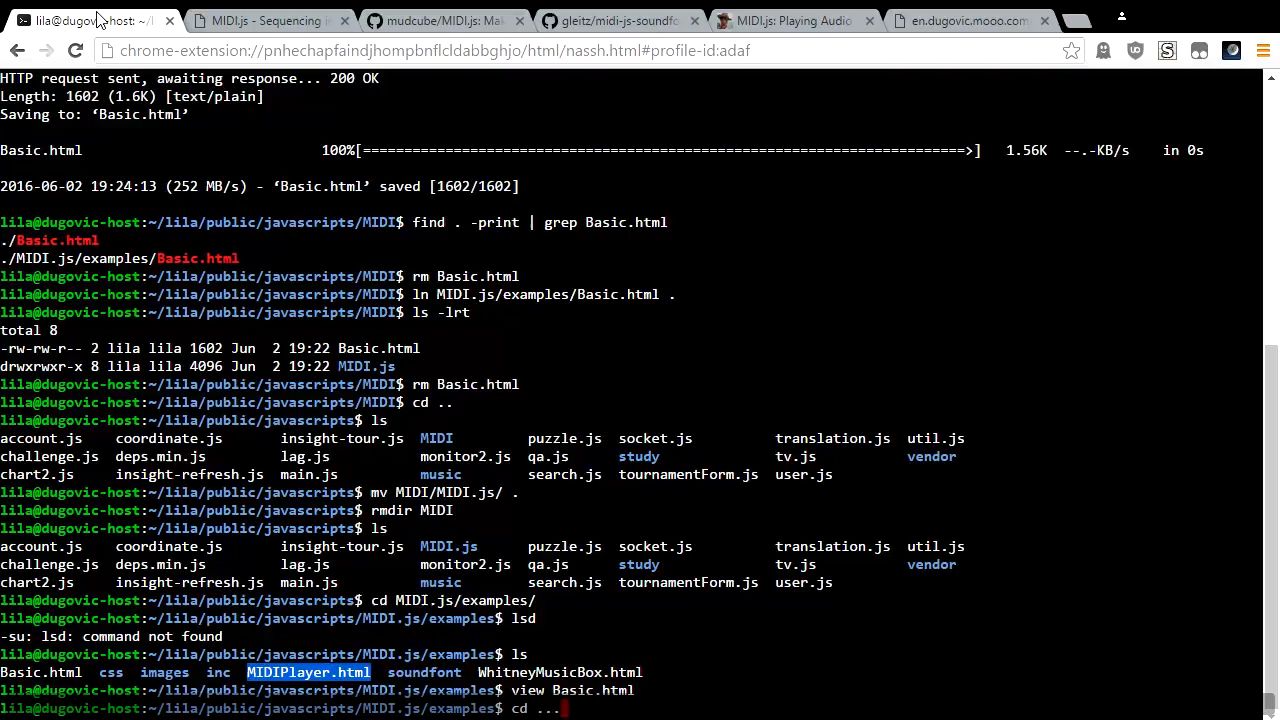 lila@dugovic-host: ~/l
MIDI.js - Sequencing in
mudcube/MIDI.js: Mak
gleitz/midi-js-soundfo
MIDI.js: Playing Audio
en.dugovic.mooo.com
chrome-extension://pnhechapfaindjhompbnflcldabbghjo/html/nassh.html#profile-id:adaf
HTTP request sent, awaiting response... 200 OK
Length: 1602 (1.6K) [text/plain]
Saving to: ‘Basic.html’
Basic.html 100%[===================================================================>] 1.56K --.-KB/s in 0s
2016-06-02 19:24:13 (252 MB/s) - ‘Basic.html’ saved [1602/1602]
lila@dugovic-host:~/lila/public/javascripts/MIDI$ find . -print | grep Basic.html
./Basic.html
./MIDI.js/examples/Basic.html
lila@dugovic-host:~/lila/public/javascripts/MIDI$ rm Basic.html
lila@dugovic-host:~/lila/public/javascripts/MIDI$ ln MIDI.js/examples/Basic.html .
lila@dugovic-host:~/lila/public/javascripts/MIDI$ ls -lrt
total 8
-rw-rw-r-- 2 lila lila 1602 Jun  2 19:22 Basic.html
drwxrwxr-x 8 lila lila 4096 Jun  2 19:22 MIDI.js
lila@dugovic-host:~/lila/public/javascripts/MIDI$ rm Basic.html
lila@dugovic-host:~/lila/public/javascripts/MIDI$ cd ..
lila@dugovic-host:~/lila/public/javascripts$ ls
account.js coordinate.js insight-tour.js MIDI puzzle.js socket.js translation.js util.js
challenge.js deps.min.js lag.js monitor2.js qa.js study tv.js vendor
chart2.js insight-refresh.js main.js music search.js tournamentForm.js user.js
lila@dugovic-host:~/lila/public/javascripts$ mv MIDI/MIDI.js/ .
lila@dugovic-host:~/lila/public/javascripts$ rmdir MIDI
lila@dugovic-host:~/lila/public/javascripts$ ls
account.js coordinate.js insight-tour.js MIDI.js puzzle.js socket.js translation.js util.js
challenge.js deps.min.js lag.js monitor2.js qa.js study tv.js vendor
chart2.js insight-refresh.js main.js music search.js tournamentForm.js user.js
lila@dugovic-host:~/lila/public/javascripts$ cd MIDI.js/examples/
lila@dugovic-host:~/lila/public/javascripts/MIDI.js/examples$ lsd
-su: lsd: command not found
lila@dugovic-host:~/lila/public/javascripts/MIDI.js/examples$ ls
Basic.html css images inc MIDIPlayer.html soundfont WhitneyMusicBox.html
lila@dugovic-host:~/lila/public/javascripts/MIDI.js/examples$ view Basic.html
lila@dugovic-host:~/lila/public/javascripts/MIDI.js/examples$ cd ...